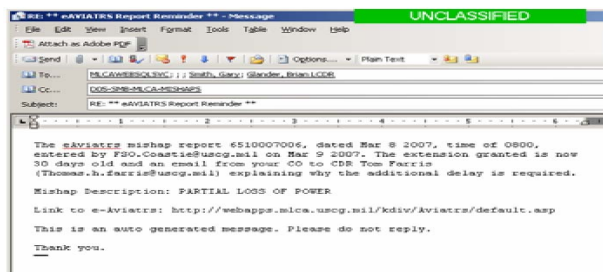 RE: ** eAVIATRS Report Reminder ** - Message
UNCLASSIFIED
File Edit View Insert Format Tools Table Window Help
Attach as Adobe PDF
Send Options... Plain Text
To... MLCAWEBSQLSVC; ; ; Smith, Gary; Glander, Brian LCDR
Cc... D05-SMB-MLCA-MISHAPS
Subject: RE: ** eAVIATRS Report Reminder **
The eAviatrs mishap report 6510007006, dated Mar 8 2007, time of 0800,
entered by FSO.Coastie@uscg.mil on Mar 9 2007. The extension granted is now
30 days old and an email from your CO to CDR Tom Farris
(Thomas.h.farris@uscg.mil) explaining why the additional delay is required.
Mishap Description: PARTIAL LOSS OF POWER
Link to e-Aviatrs: http://webapps.mlca.uscg.mil/kdiv/Aviatrs/default.asp
This is an auto generated message. Please do not reply.
Thank you.